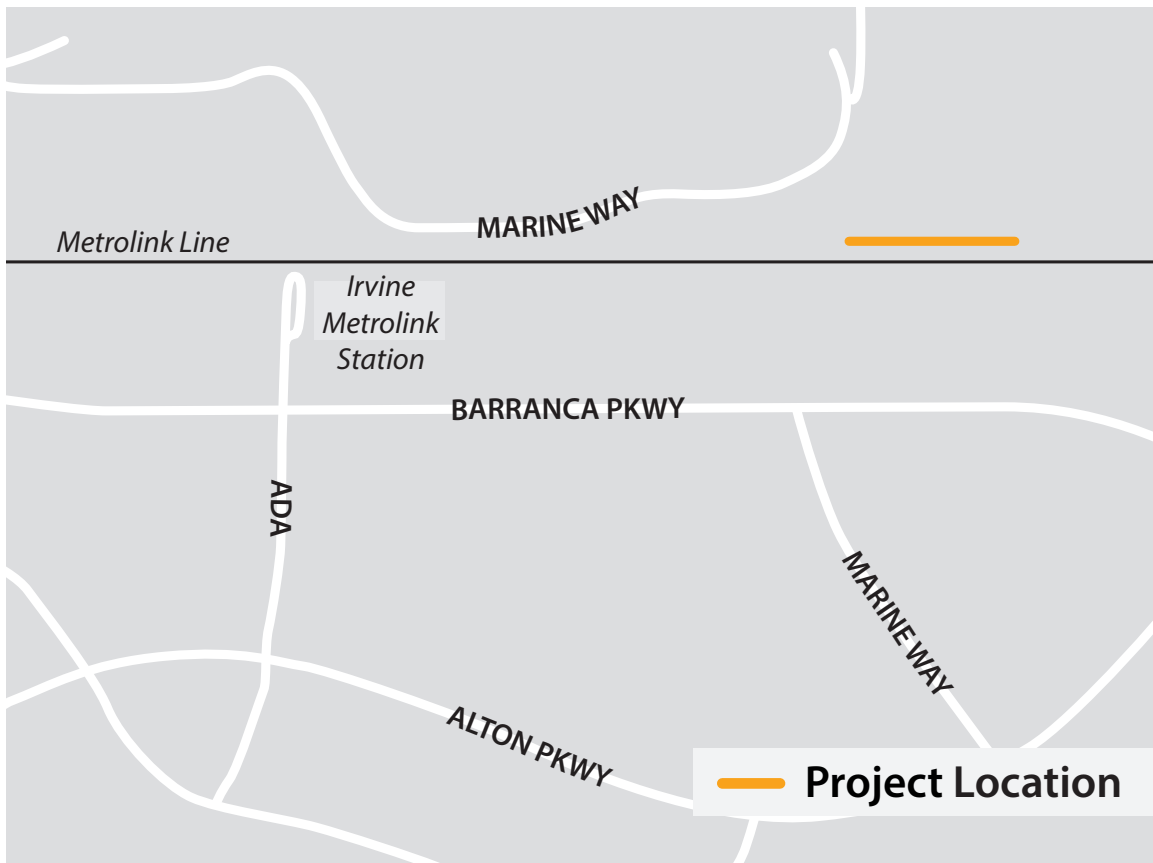 MARINE WAY
Metrolink Line
Irvine
Metrolink
Station
BARRANCA PKWY
ADA
MARINE WAY
ALTON PKWY
Project Location